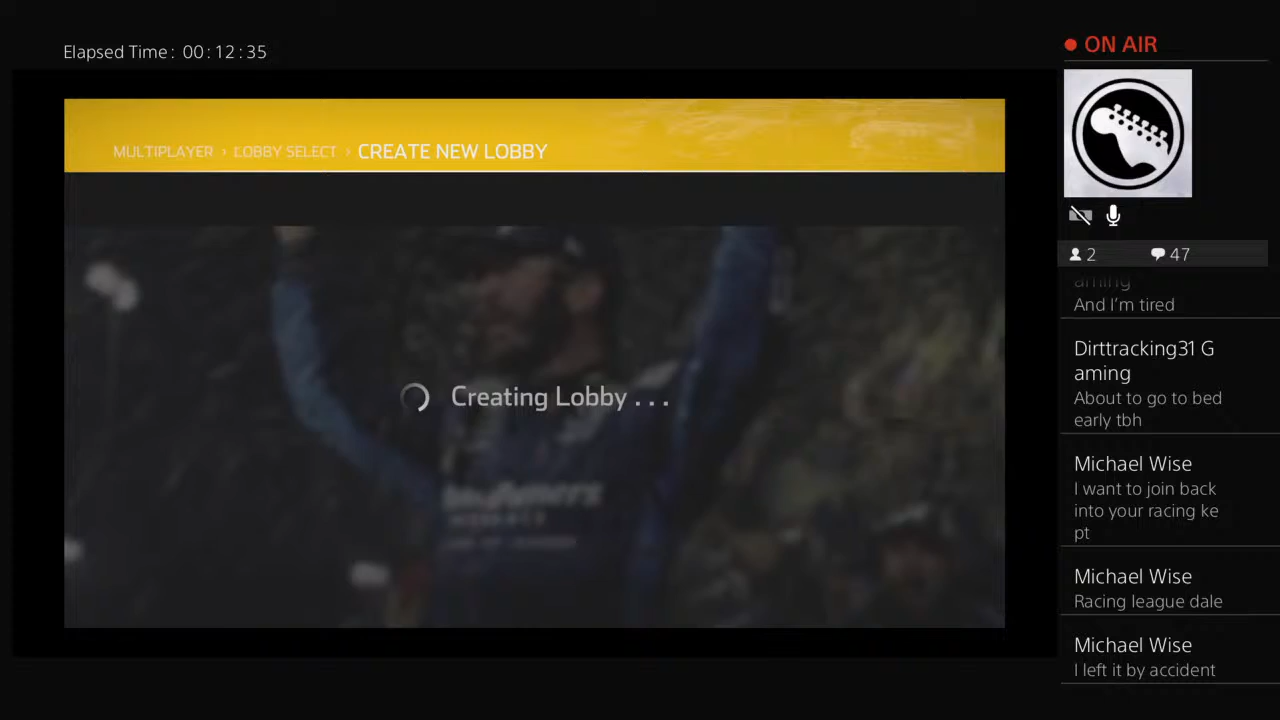 Elapsed Time: 00:12:35
ON AIR
MULTIPLAYER › LOBBY SELECT › CREATE NEW LOBBY
2 47
aming
And I'm tired
Dirttracking31 G
aming
About to go to bed
early tbh
Creating Lobby . . .
Michael Wise
I want to join back
into your racing ke
pt
Michael Wise
Racing league dale
Michael Wise
I left it by accident